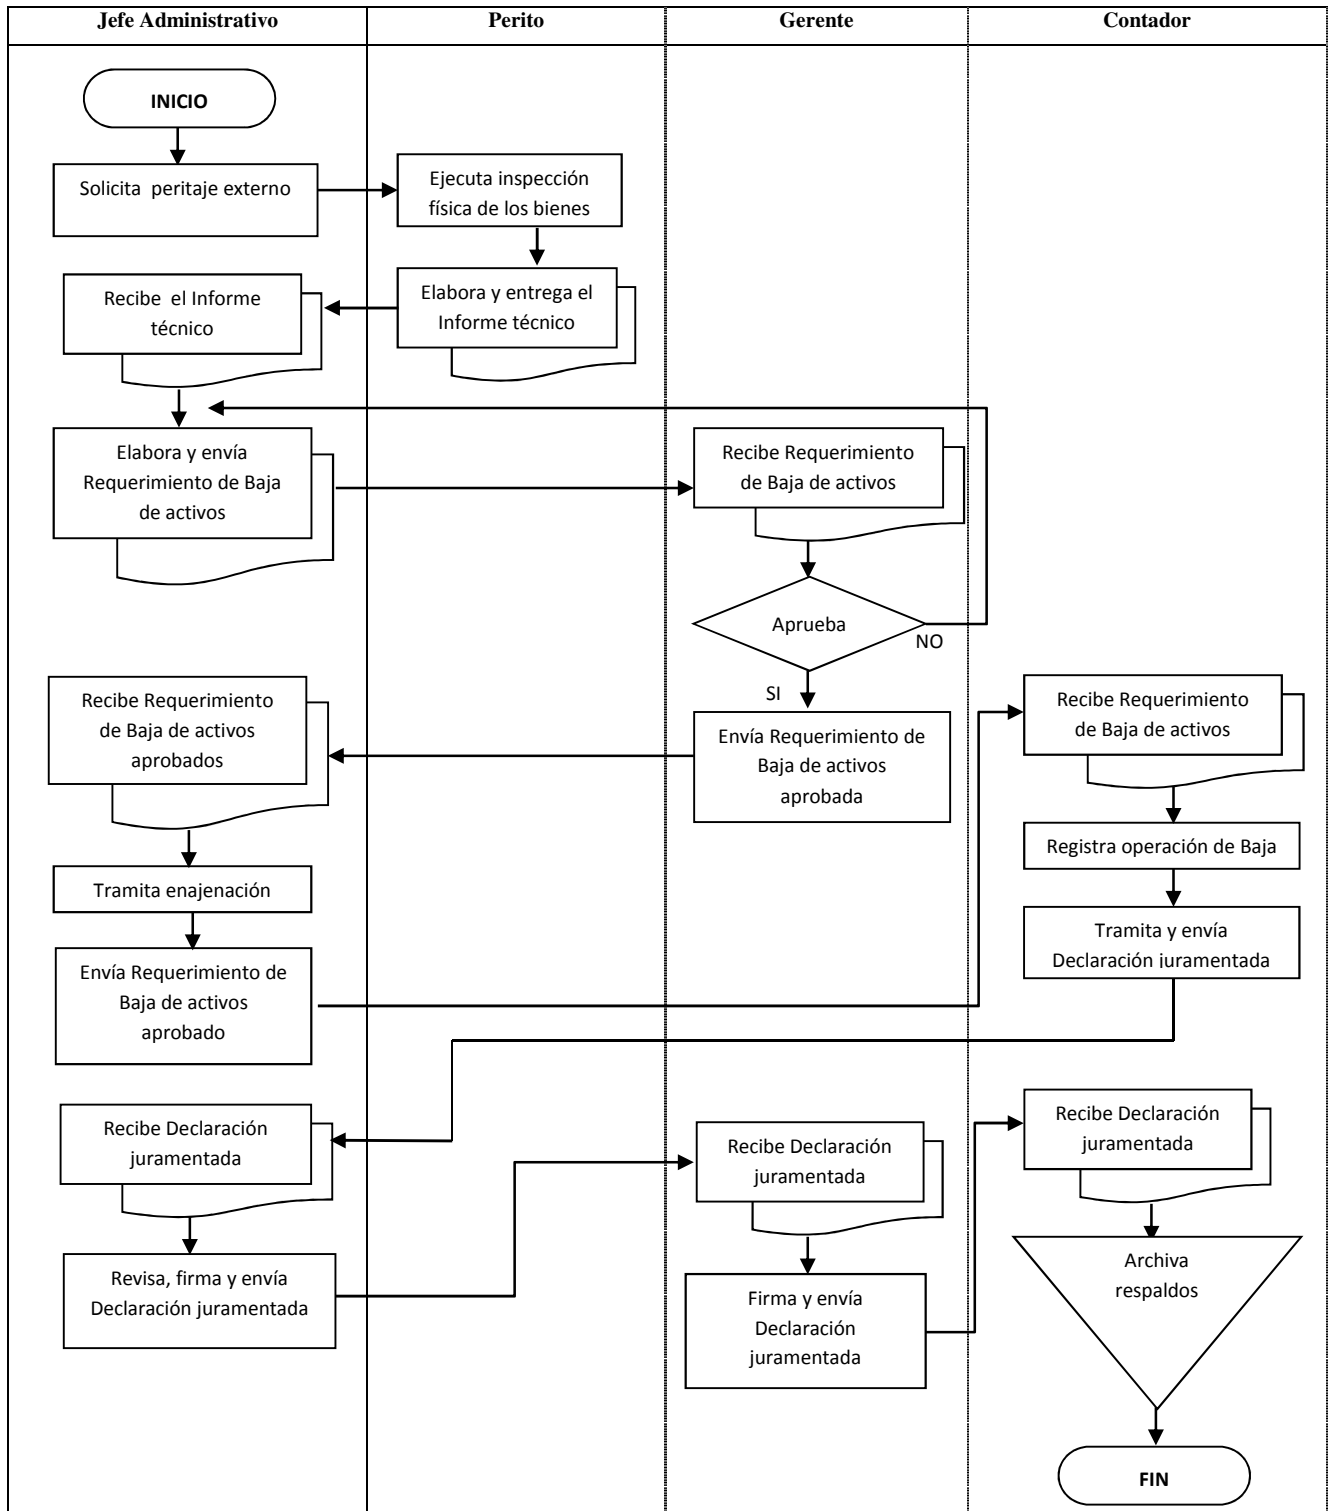 Jefe Administrativo
Perito
Gerente
Contador
INICIO
Solicita peritaje externo
Ejecuta inspección
física de los bienes
Recibe el Informe
técnico
Elabora y entrega el
Informe técnico
Elabora y envía
Requerimiento de Baja
de activos
Recibe Requerimiento
de Baja de activos
Aprueba
NO
SI
Recibe Requerimiento
de Baja de activos
aprobados
Envía Requerimiento de
Baja de activos
aprobada
Recibe Requerimiento
de Baja de activos
Registra operación de Baja
Tramita enajenación
Tramita y envía
Declaración juramentada
Envía Requerimiento de
Baja de activos
aprobado
Recibe Declaración
juramentada
Recibe Declaración
juramentada
Recibe Declaración
juramentada
Revisa, firma y envía
Declaración juramentada
Firma y envía
Declaración
juramentada
Archiva
respaldos
FIN